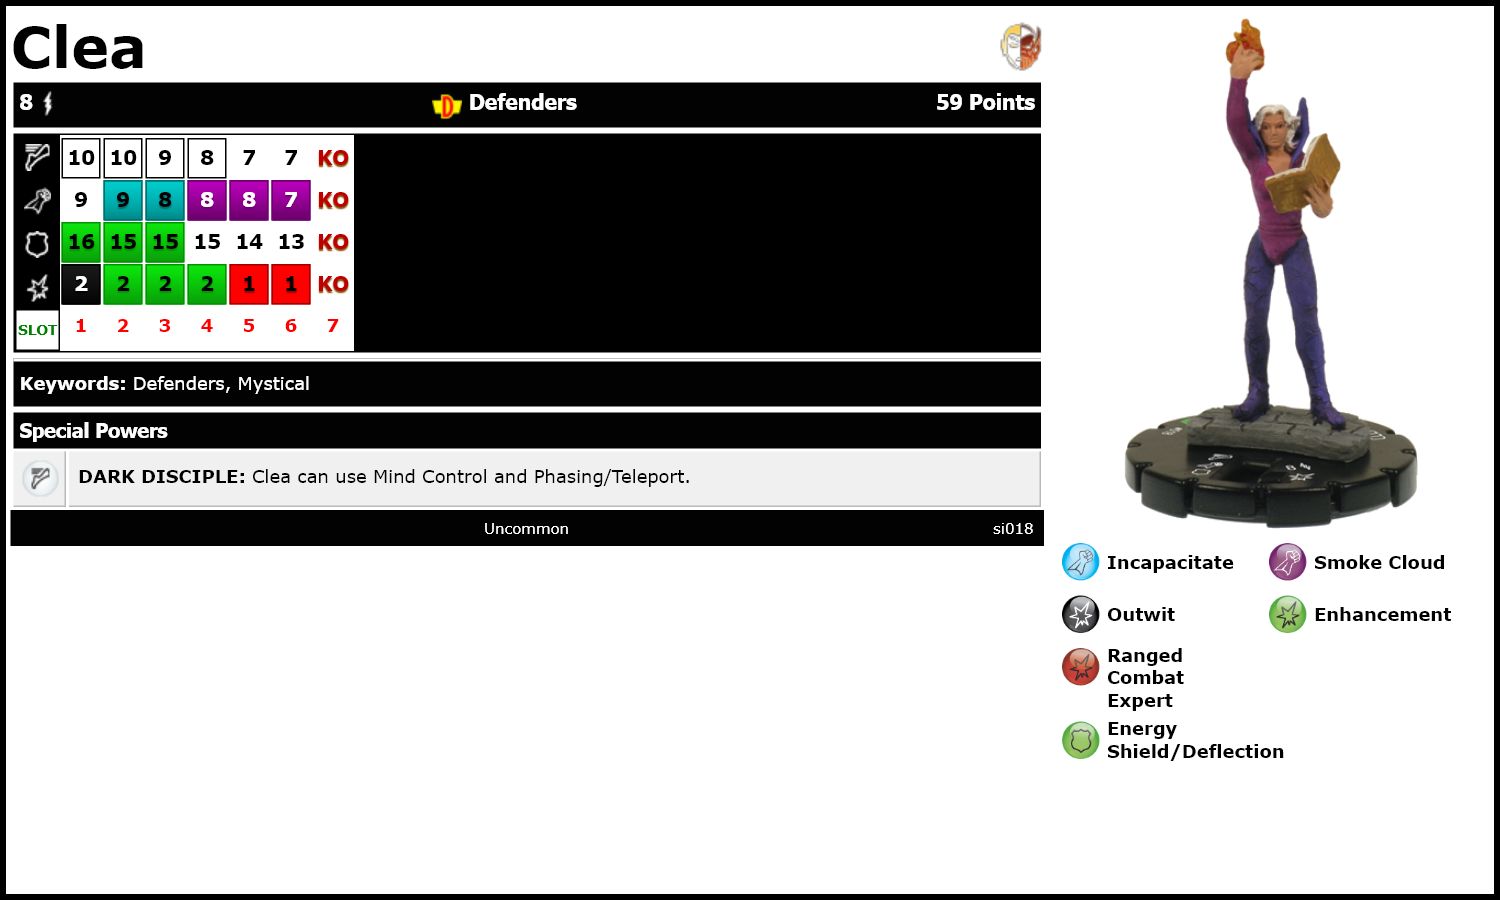 Clea
8 Defenders 59 Points
10 10 9 8 7 7 KO
9 9 8 8 8 7 KO
16 15 15 15 14 13 KO
2 2 2 2 1 1 KO
SLOT 1 2 3 4 5 6 7
Keywords: Defenders, Mystical
Special Powers
DARK DISCIPLE: Clea can use Mind Control and Phasing/Teleport.
Uncommon si018
Incapacitate Smoke Cloud
Outwit Enhancement
Ranged
Combat
Expert
Energy
Shield/Deflection